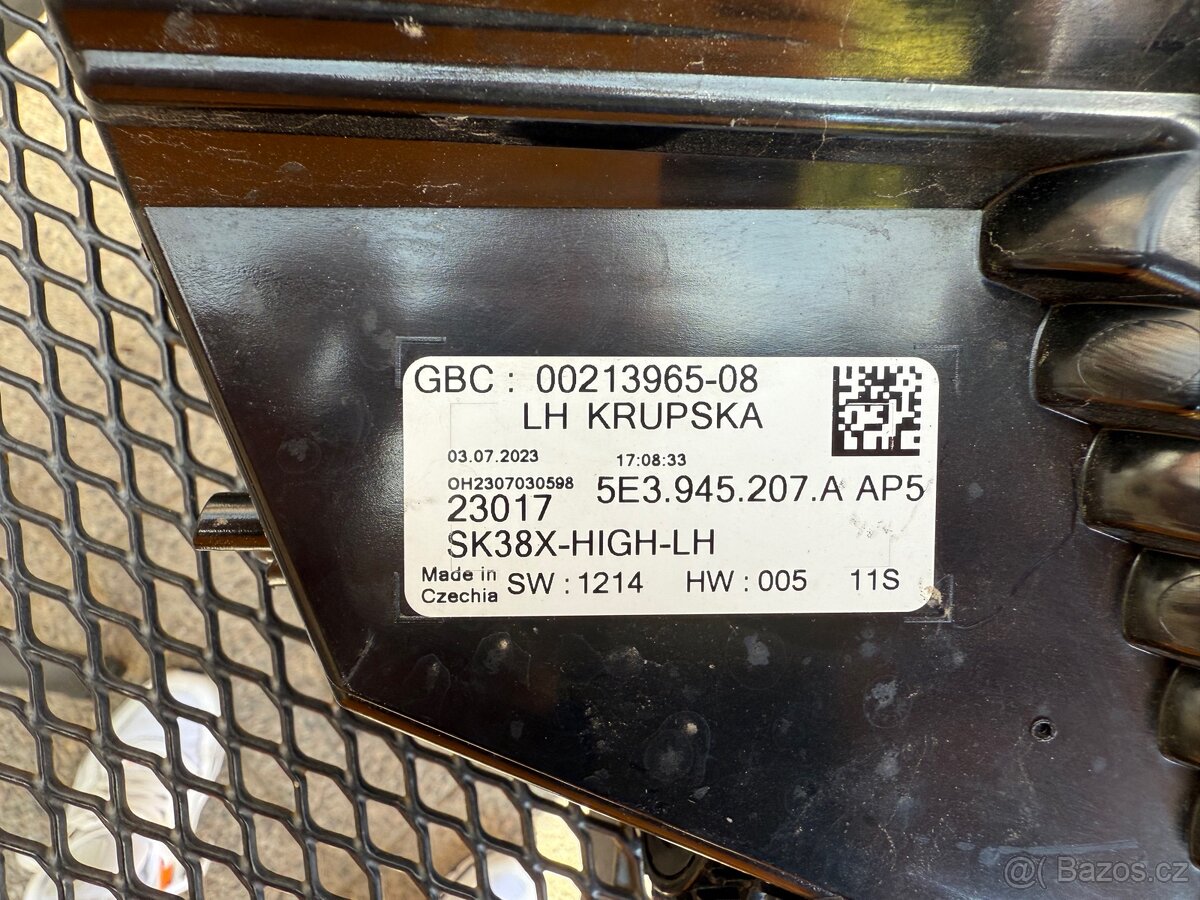 GBC : 00213965-08
LH KRUPSKA
03.07.2023 17:08:33
OH2307030598 5E3.945.207.A AP5
23017
SK38X-HIGH-LH
Made in Czechia SW : 1214 HW : 005 11S
@( Bazos.cz